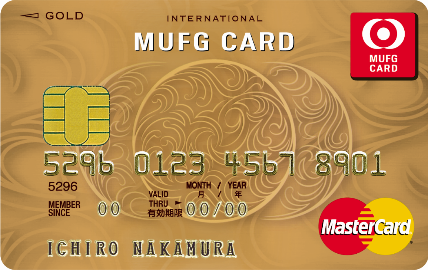 GOLD
INTERNATIONAL
MUFG CARD
MUFG
CARD
5296 0123 4567 8901
5296
MONTH / YEAR
月 / 年
MEMBER SINCE 00
VALID THRU 有効期限 00/00
ICHIRO NAKAMURA
MasterCard